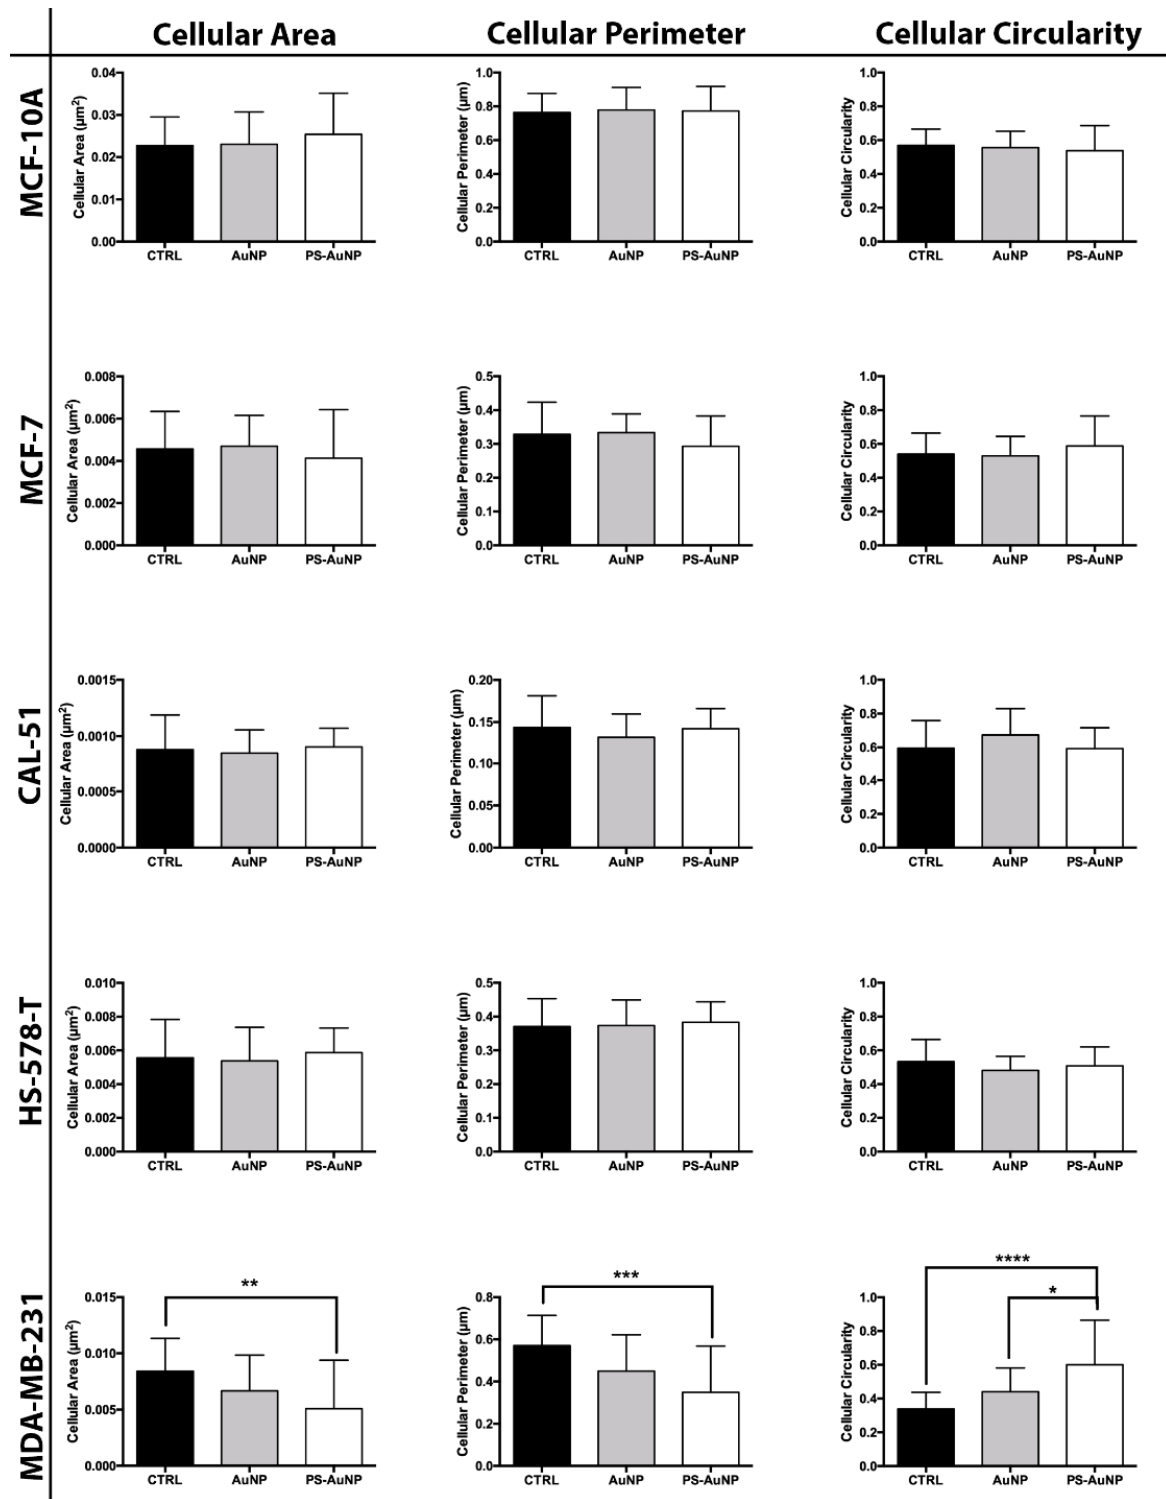 Cellular Area Cellular Perimeter Cellular Circularity
MCF-10A
Cellular Area (µm²)
0.04
0.03
0.02
0.01
0.00
CTRL AuNP PS-AuNP
Cellular Perimeter (µm)
1.0
0.8
0.6
0.4
0.2
0.0
CTRL AuNP PS-AuNP
Cellular Circularity
1.0
0.8
0.6
0.4
0.2
0.0
CTRL AuNP PS-AuNP
MCF-7
Cellular Area (µm²)
0.008
0.006
0.004
0.002
0.000
CTRL AuNP PS-AuNP
Cellular Perimeter (µm)
0.5
0.4
0.3
0.2
0.1
0.0
CTRL AuNP PS-AuNP
Cellular Circularity
1.0
0.8
0.6
0.4
0.2
0.0
CTRL AuNP PS-AuNP
CAL-51
Cellular Area (µm²)
0.0015
0.0010
0.0005
0.0000
CTRL AuNP PS-AuNP
Cellular Perimeter (µm)
0.20
0.15
0.10
0.05
0.00
CTRL AuNP PS-AuNP
Cellular Circularity
1.0
0.8
0.6
0.4
0.2
0.0
CTRL AuNP PS-AuNP
HS-578-T
Cellular Area (µm²)
0.010
0.008
0.006
0.004
0.002
0.000
CTRL AuNP PS-AuNP
Cellular Perimeter (µm)
0.5
0.4
0.3
0.2
0.1
0.0
CTRL AuNP PS-AuNP
Cellular Circularity
1.0
0.8
0.6
0.4
0.2
0.0
CTRL AuNP PS-AuNP
MDA-MB-231
Cellular Area (µm²)
0.015
0.010
0.005
0.000
**
CTRL AuNP PS-AuNP
Cellular Perimeter (µm)
0.8
0.6
0.4
0.2
0.0
***
CTRL AuNP PS-AuNP
Cellular Circularity
1.0
0.8
0.6
0.4
0.2
0.0
****
*
CTRL AuNP PS-AuNP